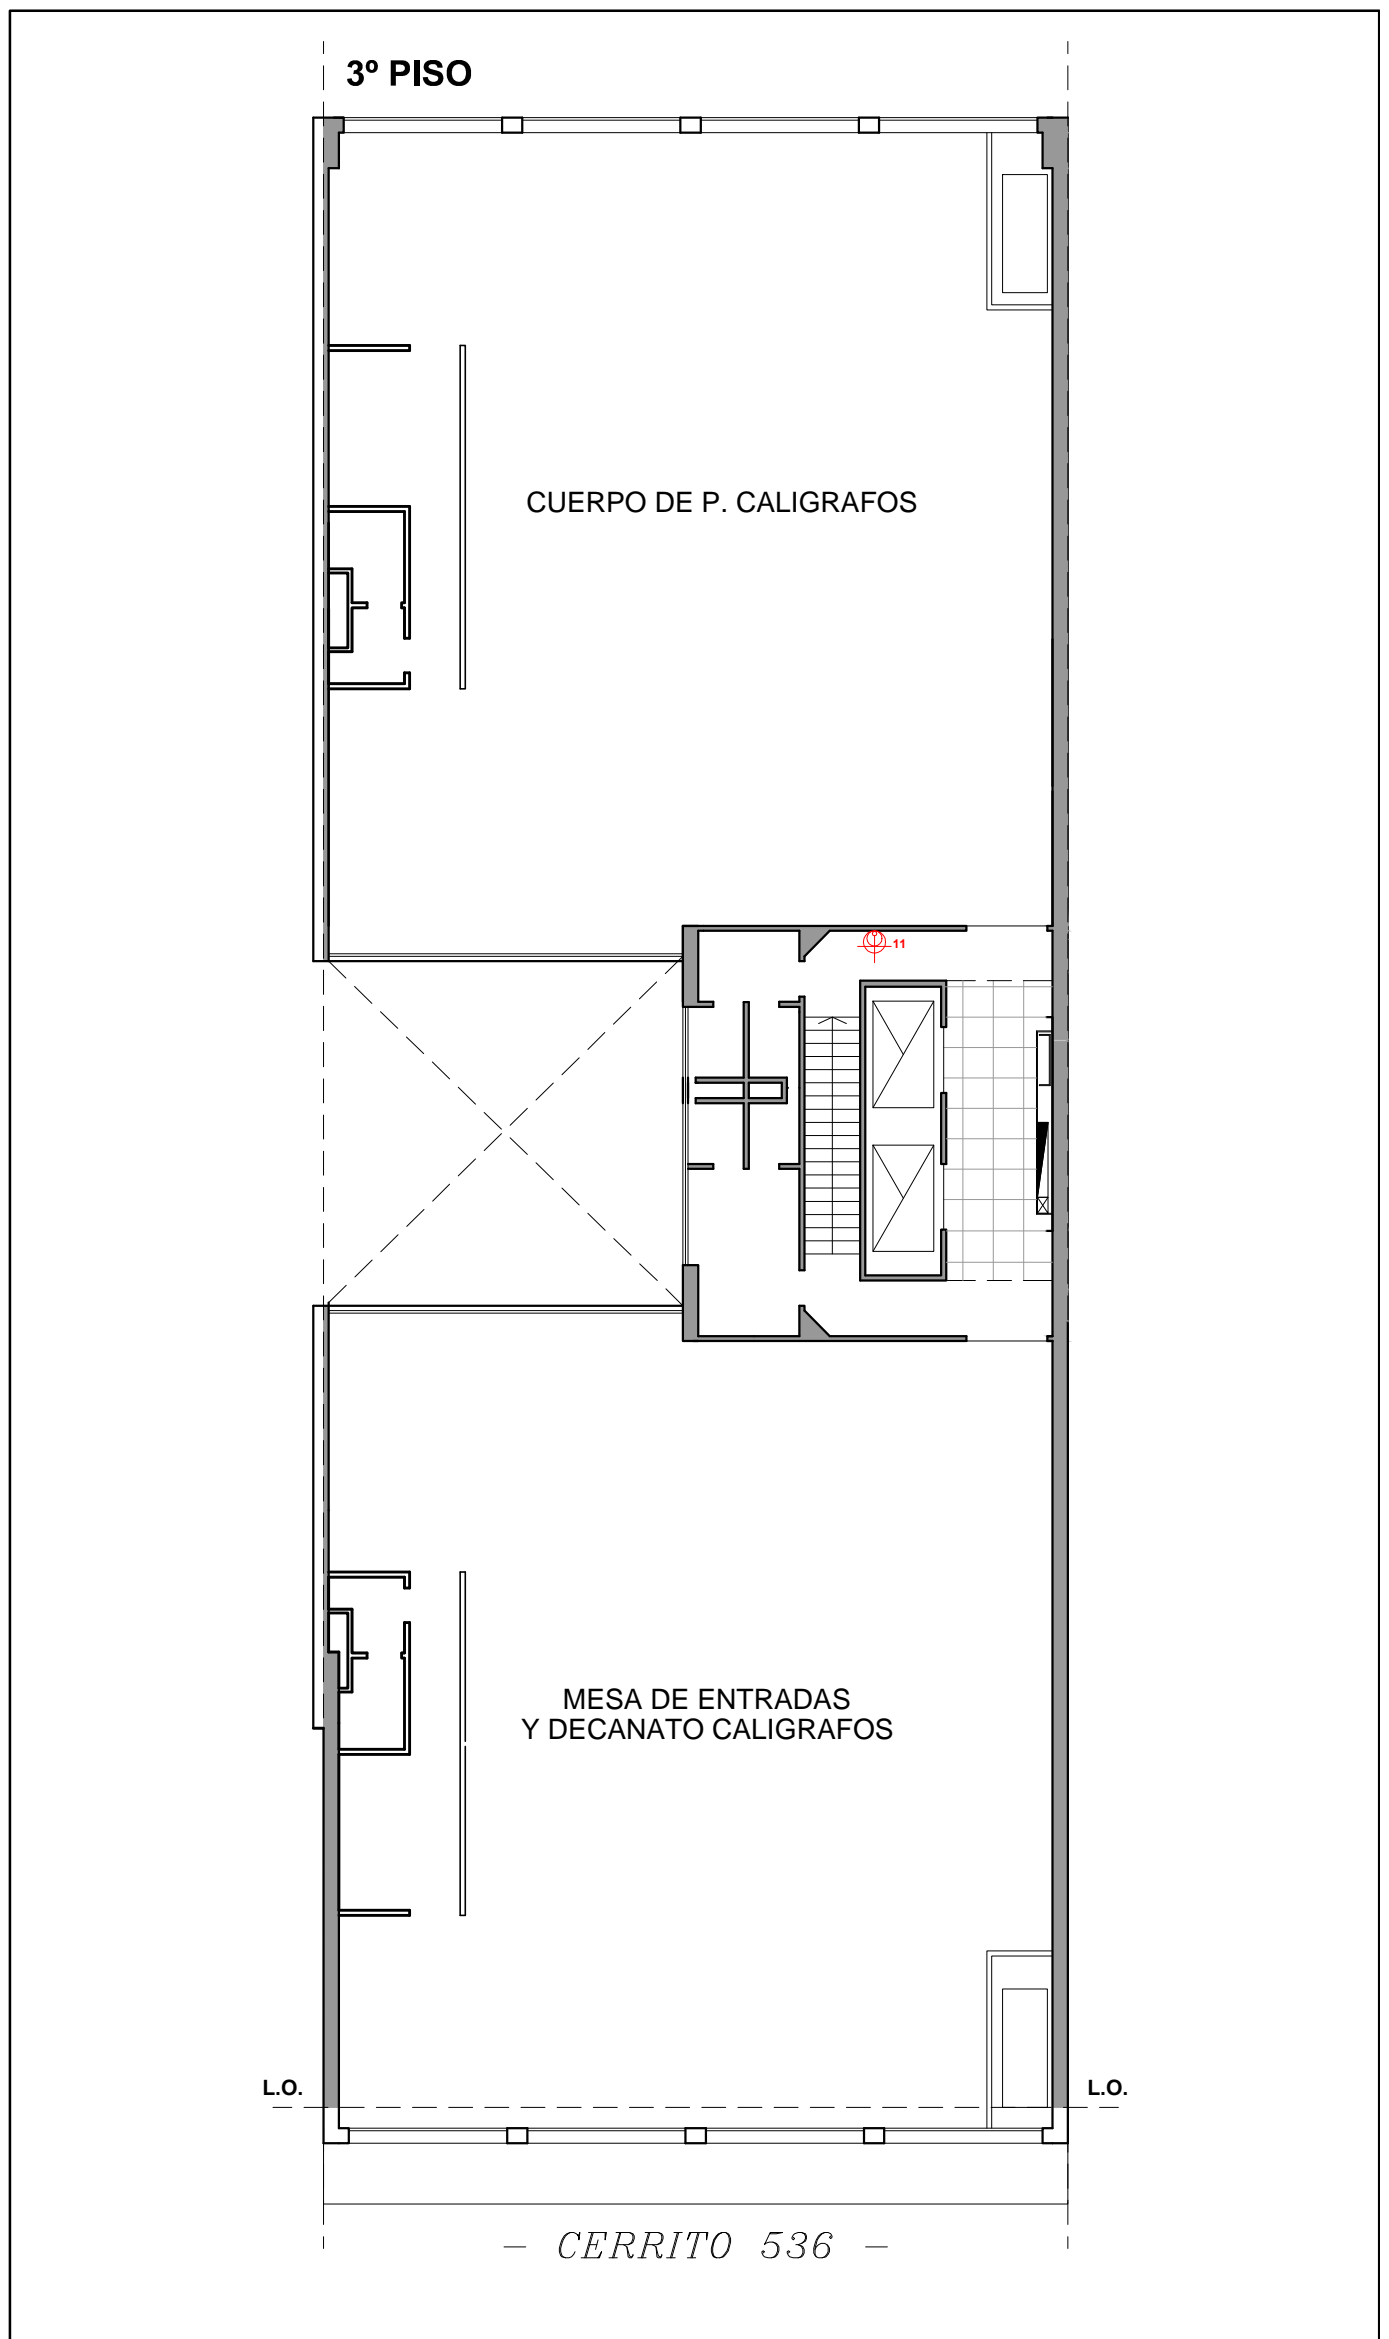 3º PISO
CUERPO DE P. CALIGRAFOS
11
MESA DE ENTRADAS
Y DECANATO CALIGRAFOS
L.O.
L.O.
- CERRITO 536 -